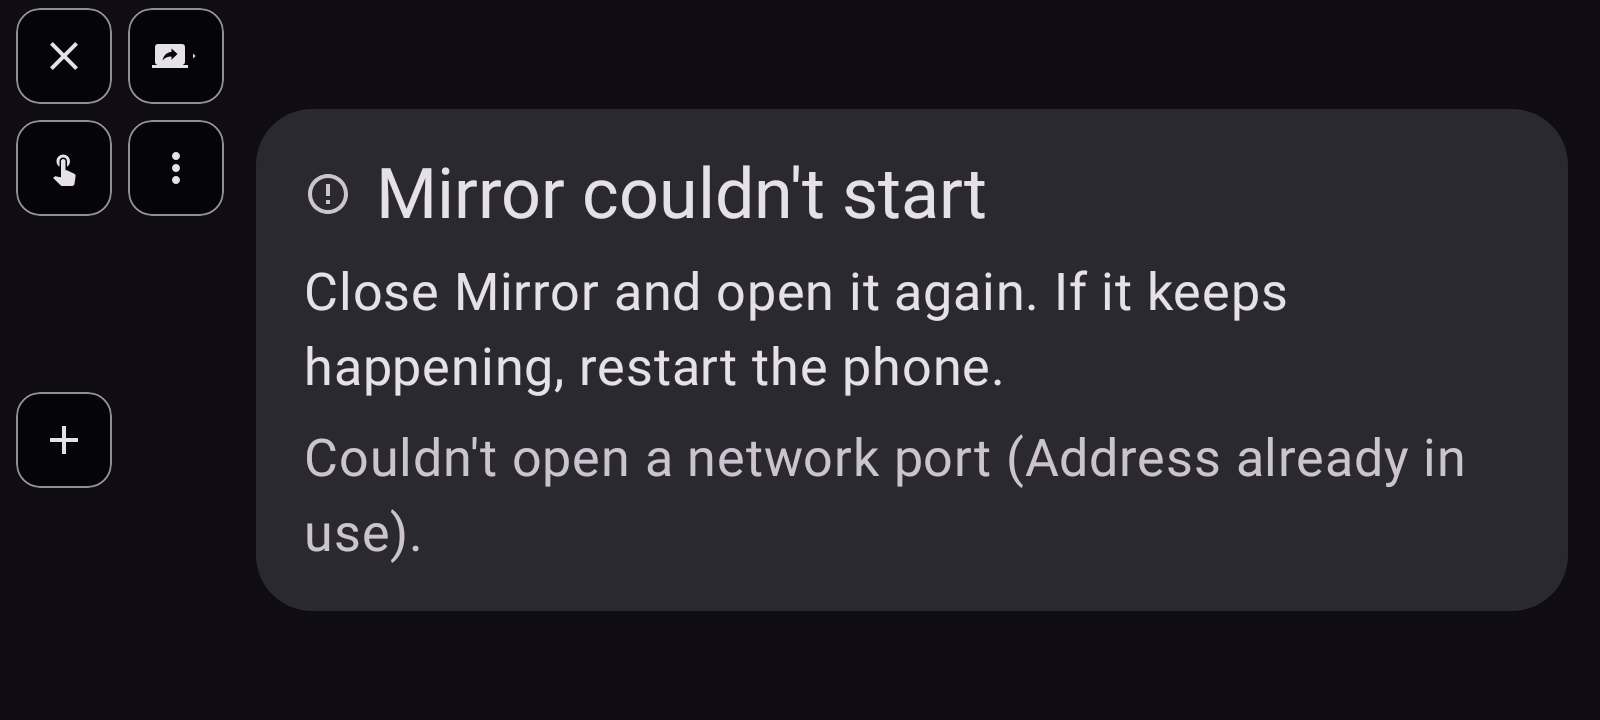 Mirror couldn't start
Close Mirror and open it again. If it keeps
happening, restart the phone.
Couldn't open a network port (Address already in
use).